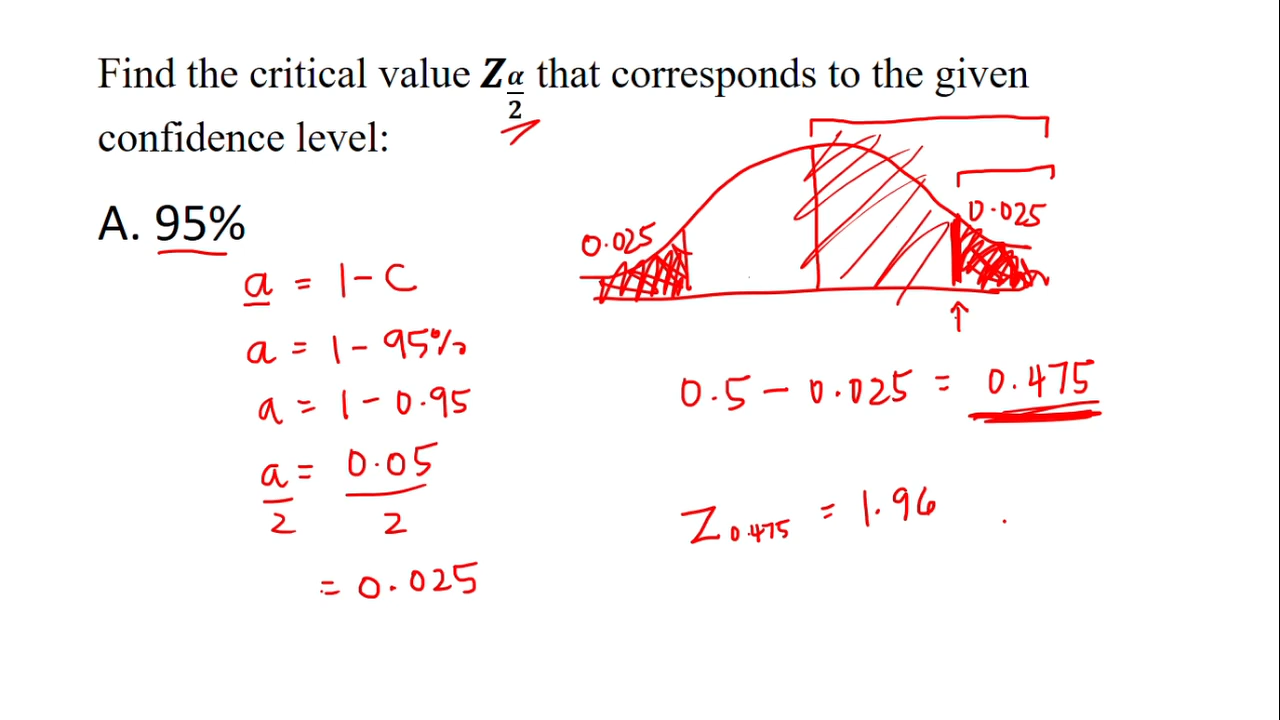 Find the critical value Zα/2 that corresponds to the given
confidence level:
A. 95%
a = 1 - C
a = 1 - 95%
a = 1 - 0.95
a/2 = 0.05/2
= 0.025
0.025
0.025
0.5 - 0.025 = 0.475
Z0.475 = 1.96